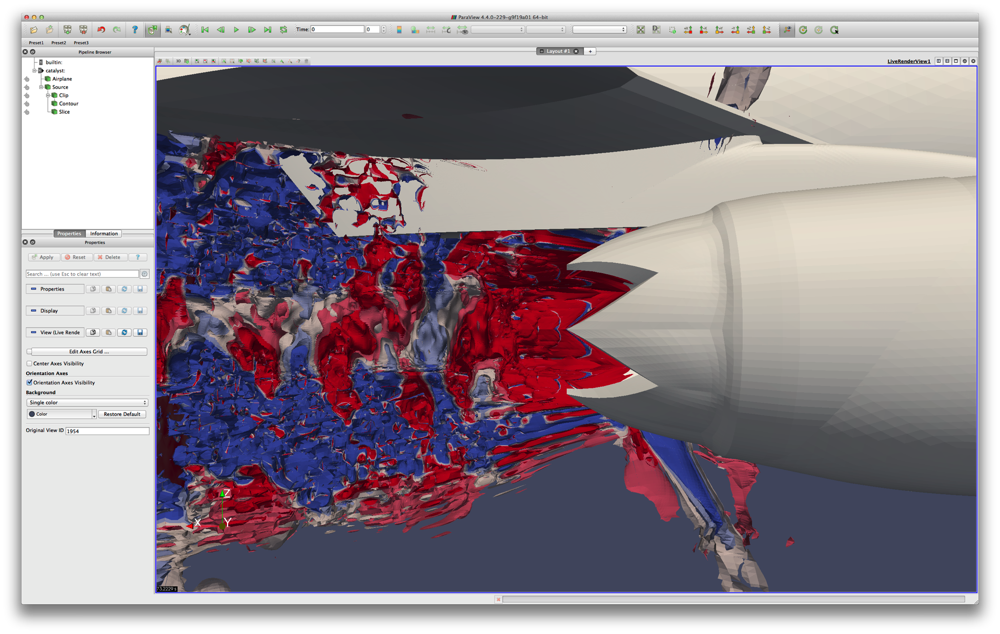 ParaView 4.4.0-229-g9f19a01 64-bit
Time: 0 0
Preset1 Preset2 Preset3
Pipeline Browser
Layout #1 +
3D
LiveRenderView1
builtin:
catalyst:
Airplane
Source
Clip
Contour
Slice
Properties Information
Properties
Apply Reset Delete ?
Search ... (use Esc to clear text)
Properties
Display
View (Live Rende
Edit Axes Grid ...
Center Axes Visibility
Orientation Axes
Orientation Axes Visibility
Background
Single color
Color Restore Default
Original View ID 1954
Z
X Y
73.2229 s